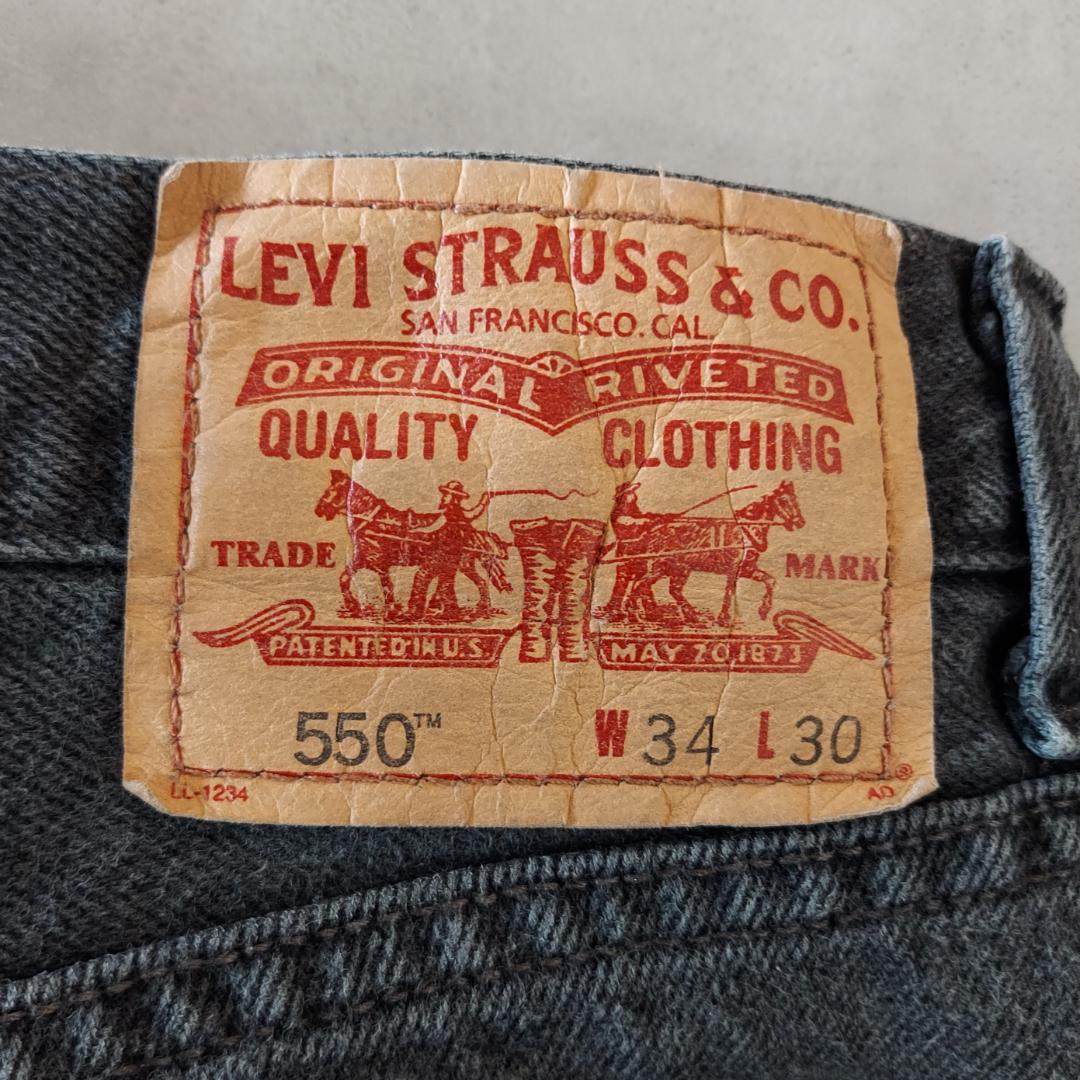 LEVI STRAUSS & CO.
SAN FRANCISCO. CAL.
ORIGINAL RIVETED
QUALITY CLOTHING
TRADE MARK
PATENTED IN U.S. MAY 20, 1873
550™ W 34 L 30
LL-1234 AD®